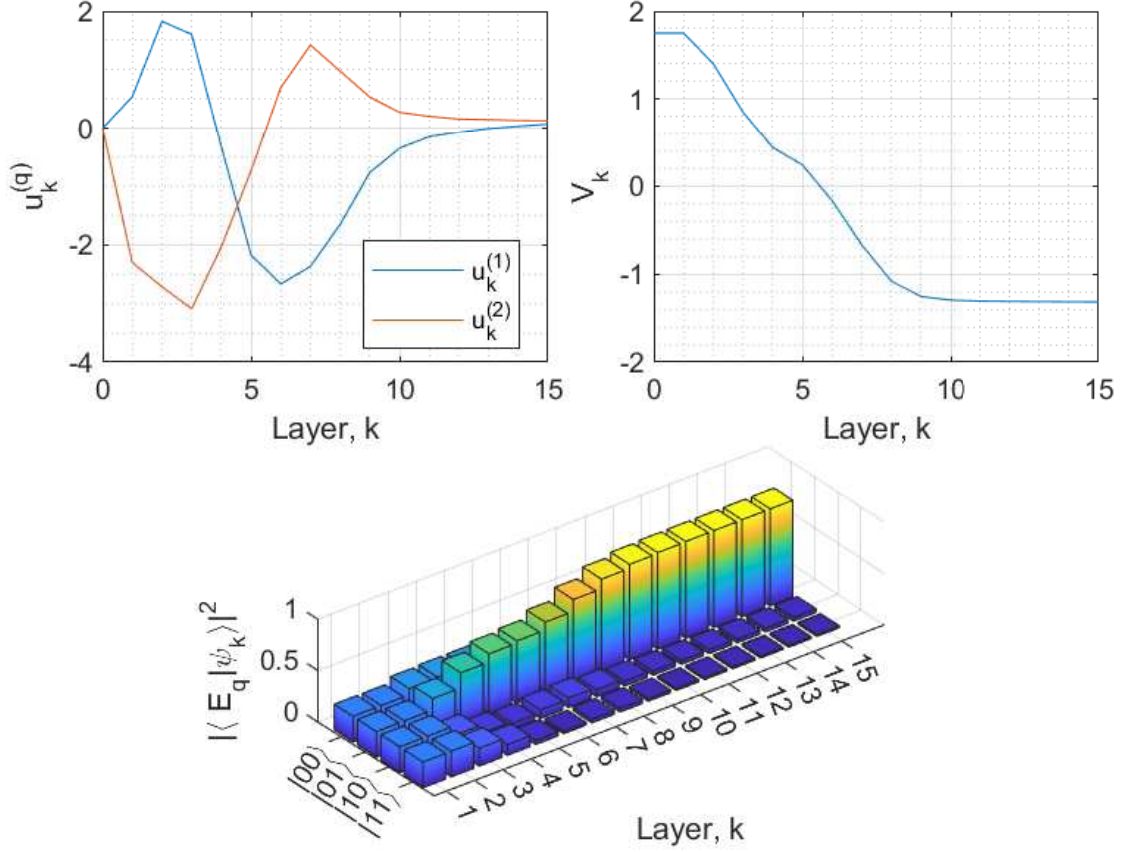 2
0
-2
-4
u_k^(q)
u_k^(1)
u_k^(2)
0 5 10 15
Layer, k
2
1
0
-1
-2
V_k
0 5 10 15
Layer, k
1
0.5
0
|⟨ E_q|ψ_k⟩|^2
|00⟩
|01⟩
|10⟩
|11⟩
1 2 3 4 5 6 7 8 9 10 11 12 13 14 15
Layer, k